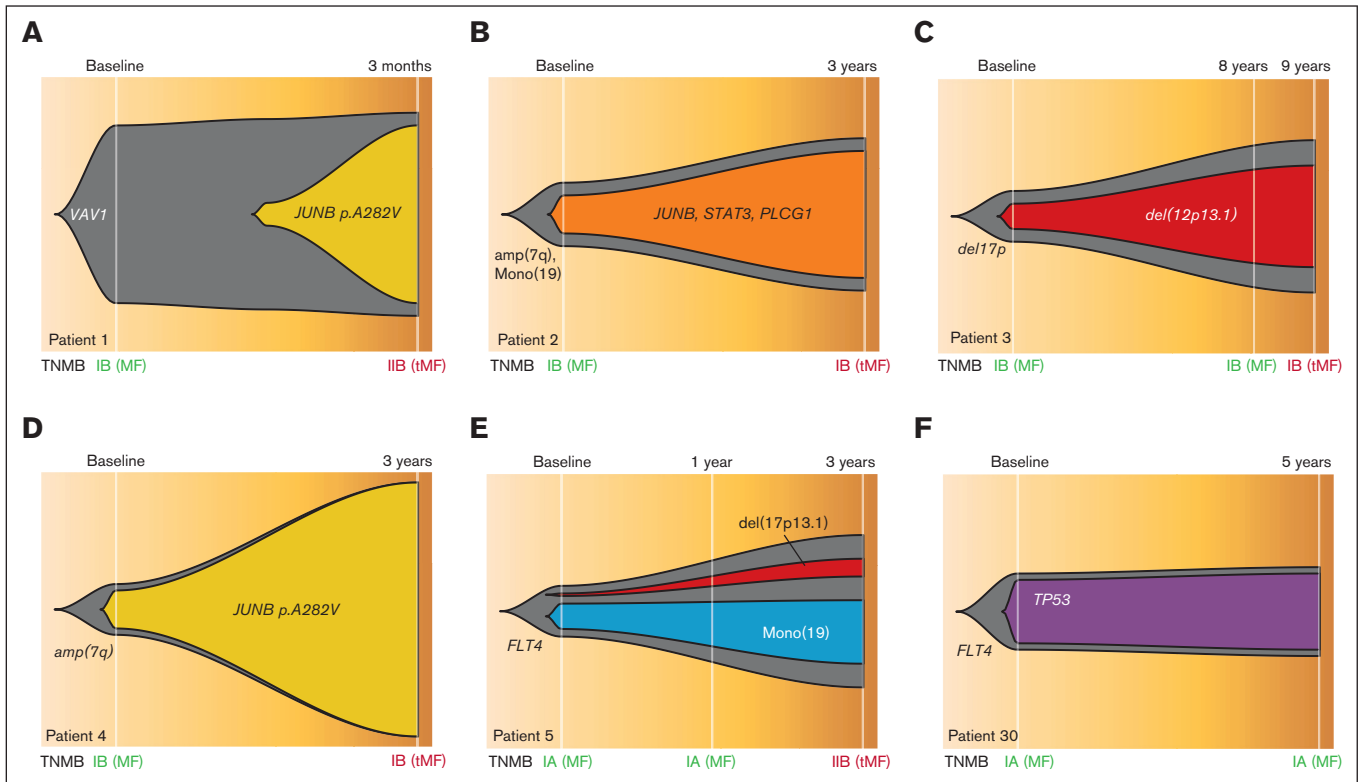 A
Baseline 3 months
VAV1
JUNB p.A282V
Patient 1
TNMB IB (MF) IIB (tMF)
B
Baseline 3 years
JUNB, STAT3, PLCG1
amp(7q),
Mono(19)
Patient 2
TNMB IB (MF) IB (tMF)
C
Baseline 8 years 9 years
del(12p13.1)
del17p
Patient 3
TNMB IB (MF) IB (MF) IB (tMF)
D
Baseline 3 years
JUNB p.A282V
amp(7q)
Patient 4
TNMB IB (MF) IB (tMF)
E
Baseline 1 year 3 years
del(17p13.1)
FLT4
Mono(19)
Patient 5
TNMB IA (MF) IA (MF) IIB (tMF)
F
Baseline 5 years
TP53
FLT4
Patient 30
TNMB IA (MF) IA (MF)